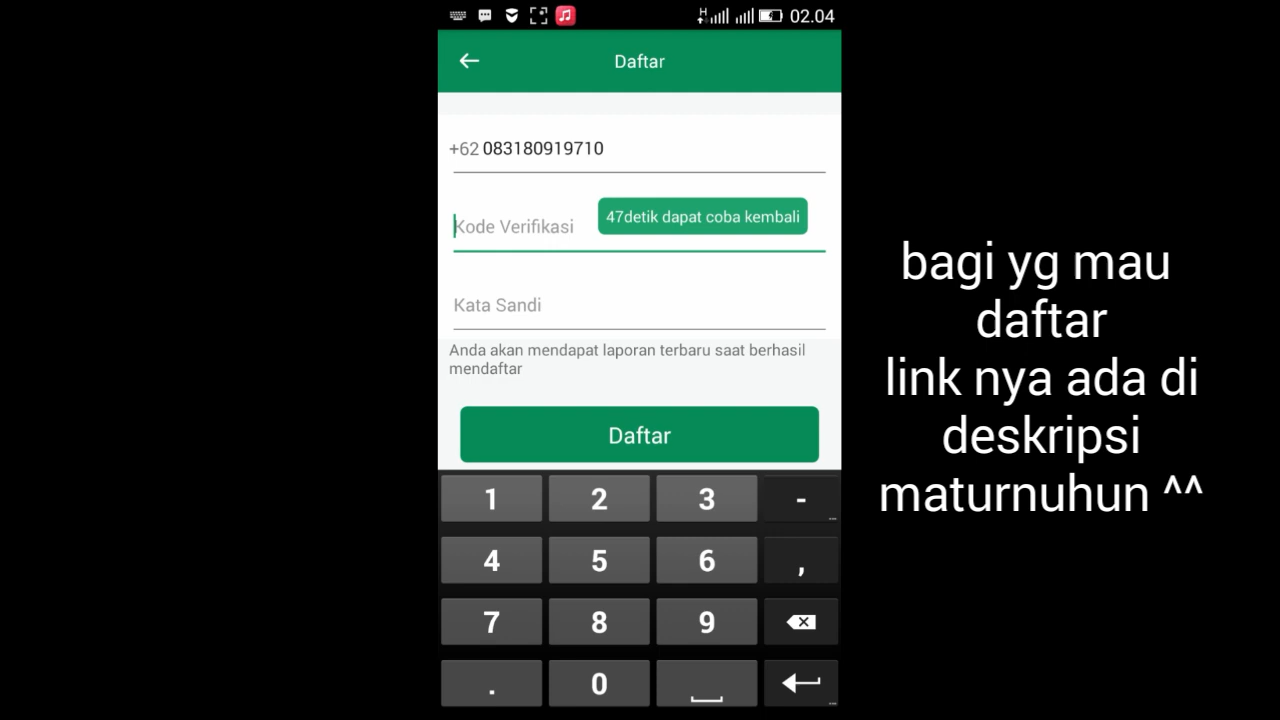 H
02.04
Daftar
+62 083180919710
Kode Verifikasi
47detik dapat coba kembali
Kata Sandi
Anda akan mendapat laporan terbaru saat berhasil
mendaftar
Daftar
1 2 3 -
4 5 6 ,
7 8 9
. 0
bagi yg mau
daftar
link nya ada di
deskripsi
maturnuhun ^^